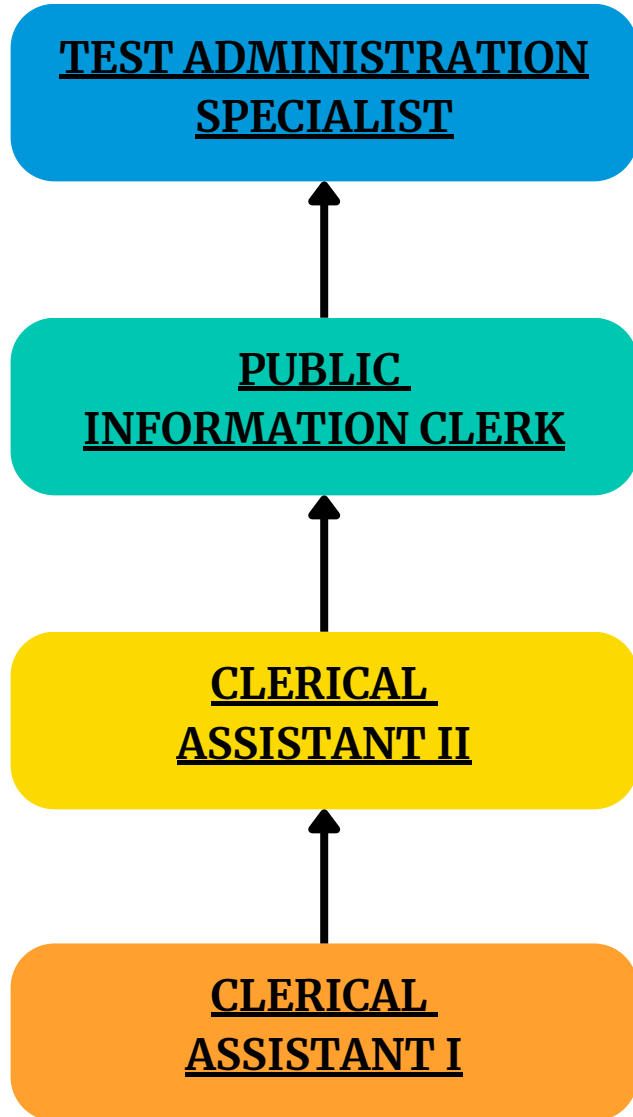 TEST ADMINISTRATION
SPECIALIST
PUBLIC
INFORMATION CLERK
CLERICAL
ASSISTANT II
CLERICAL
ASSISTANT I